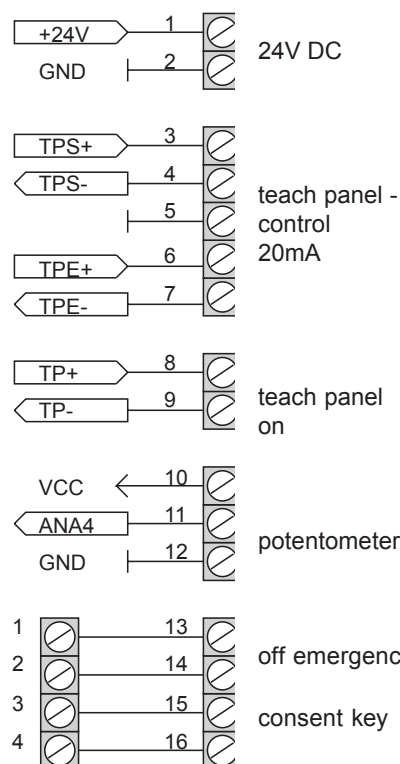 +24V 1
GND 2
24V DC
TPS+ 3
TPS- 4
5
TPE+ 6
TPE- 7
teach panel -
control
20mA
TP+ 8
TP- 9
teach panel
on
VCC 10
ANA4 11
GND 12
potentometer
1 13
2 14
off emergenc
3 15
consent key
4 16